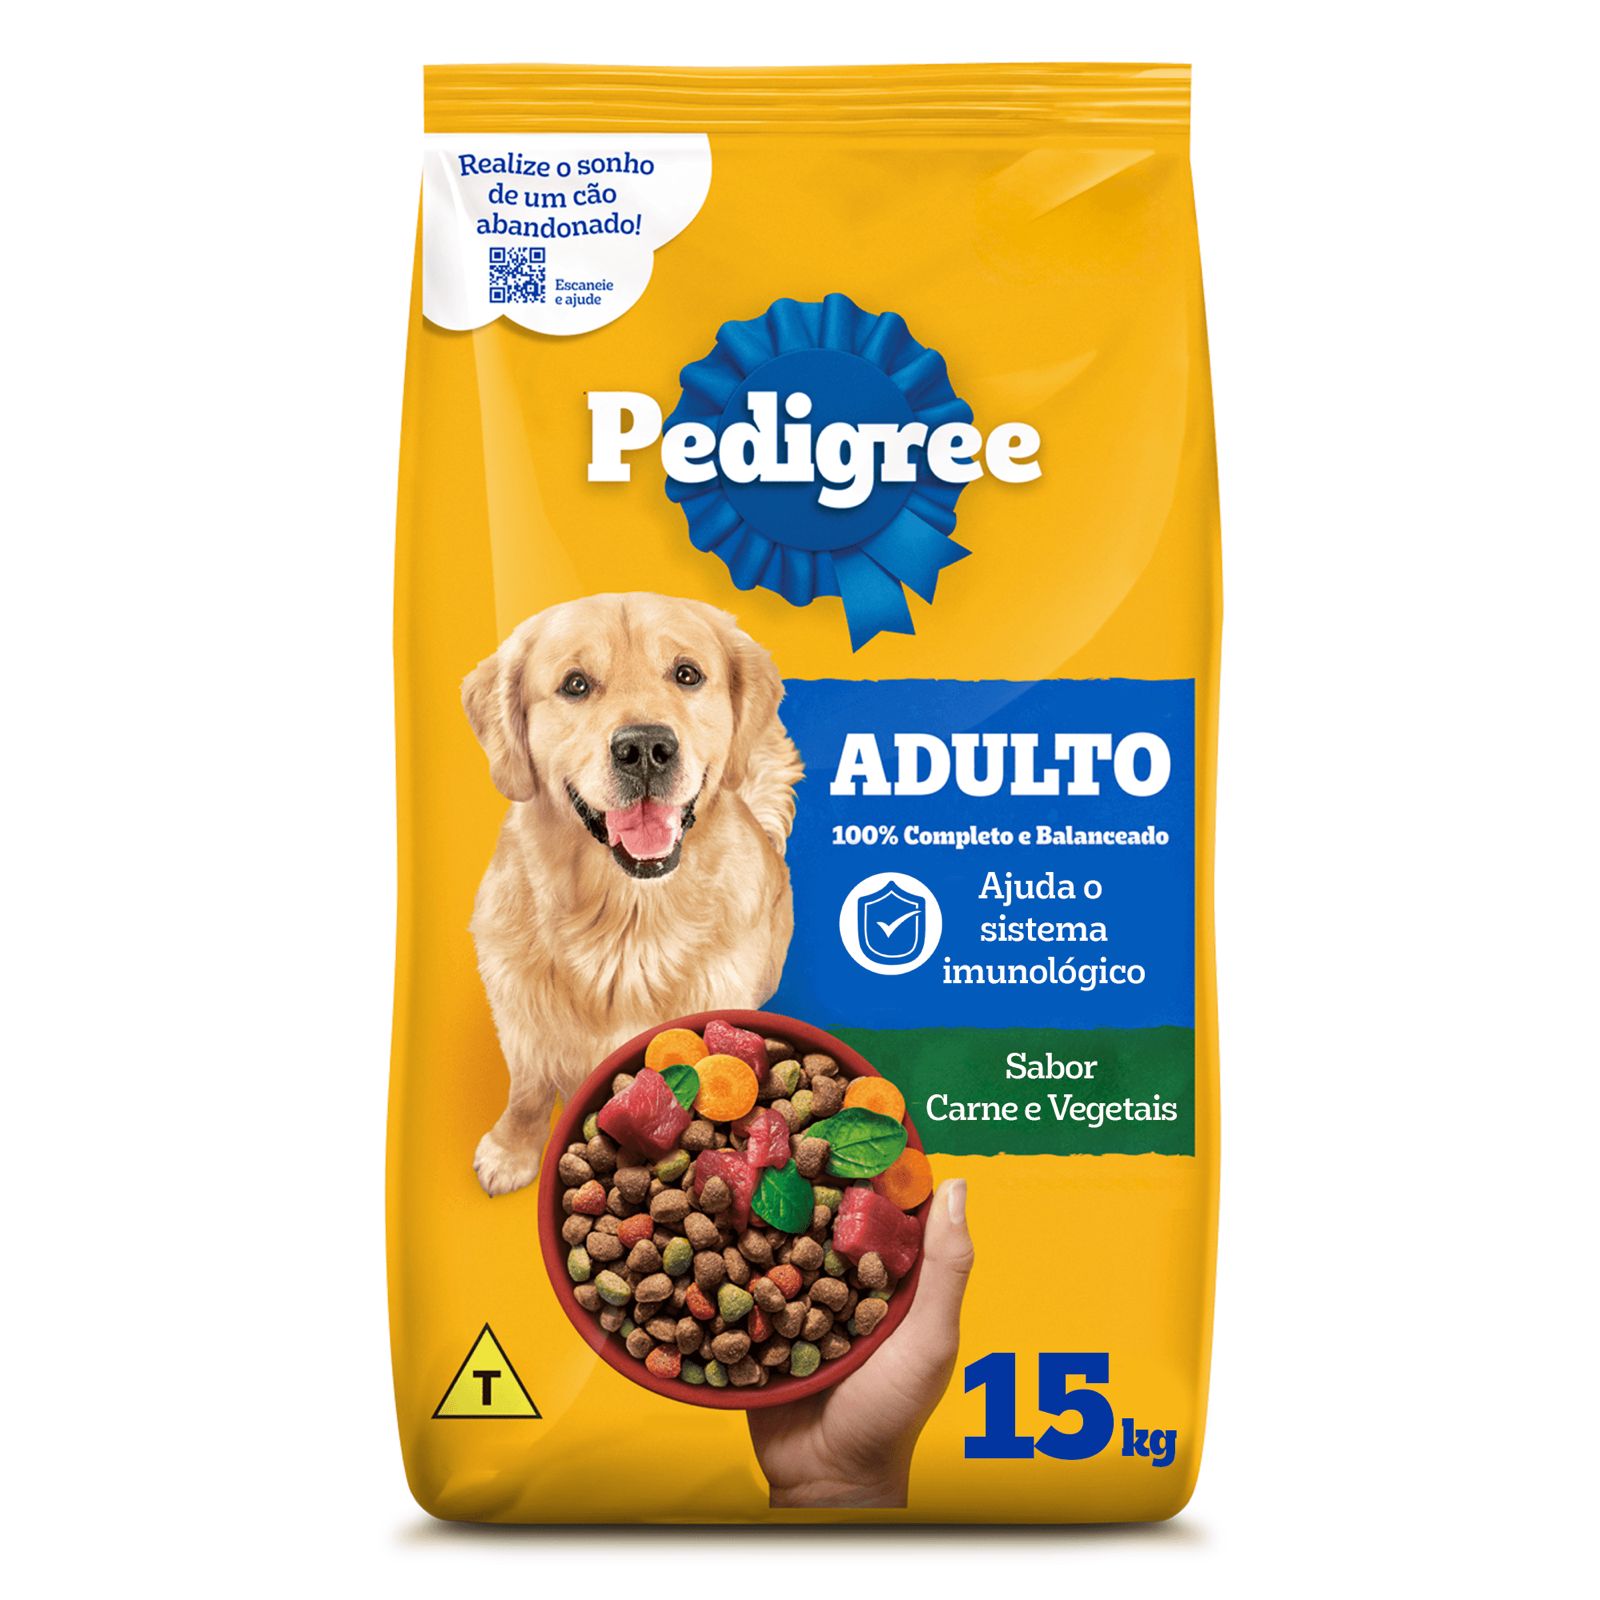 Realize o sonho
de um cão
abandonado!
Escaneie
e ajude
Pedigree
ADULTO
100% Completo e Balanceado
Ajuda o
sistema
imunológico
Sabor
Carne e Vegetais
T
15kg